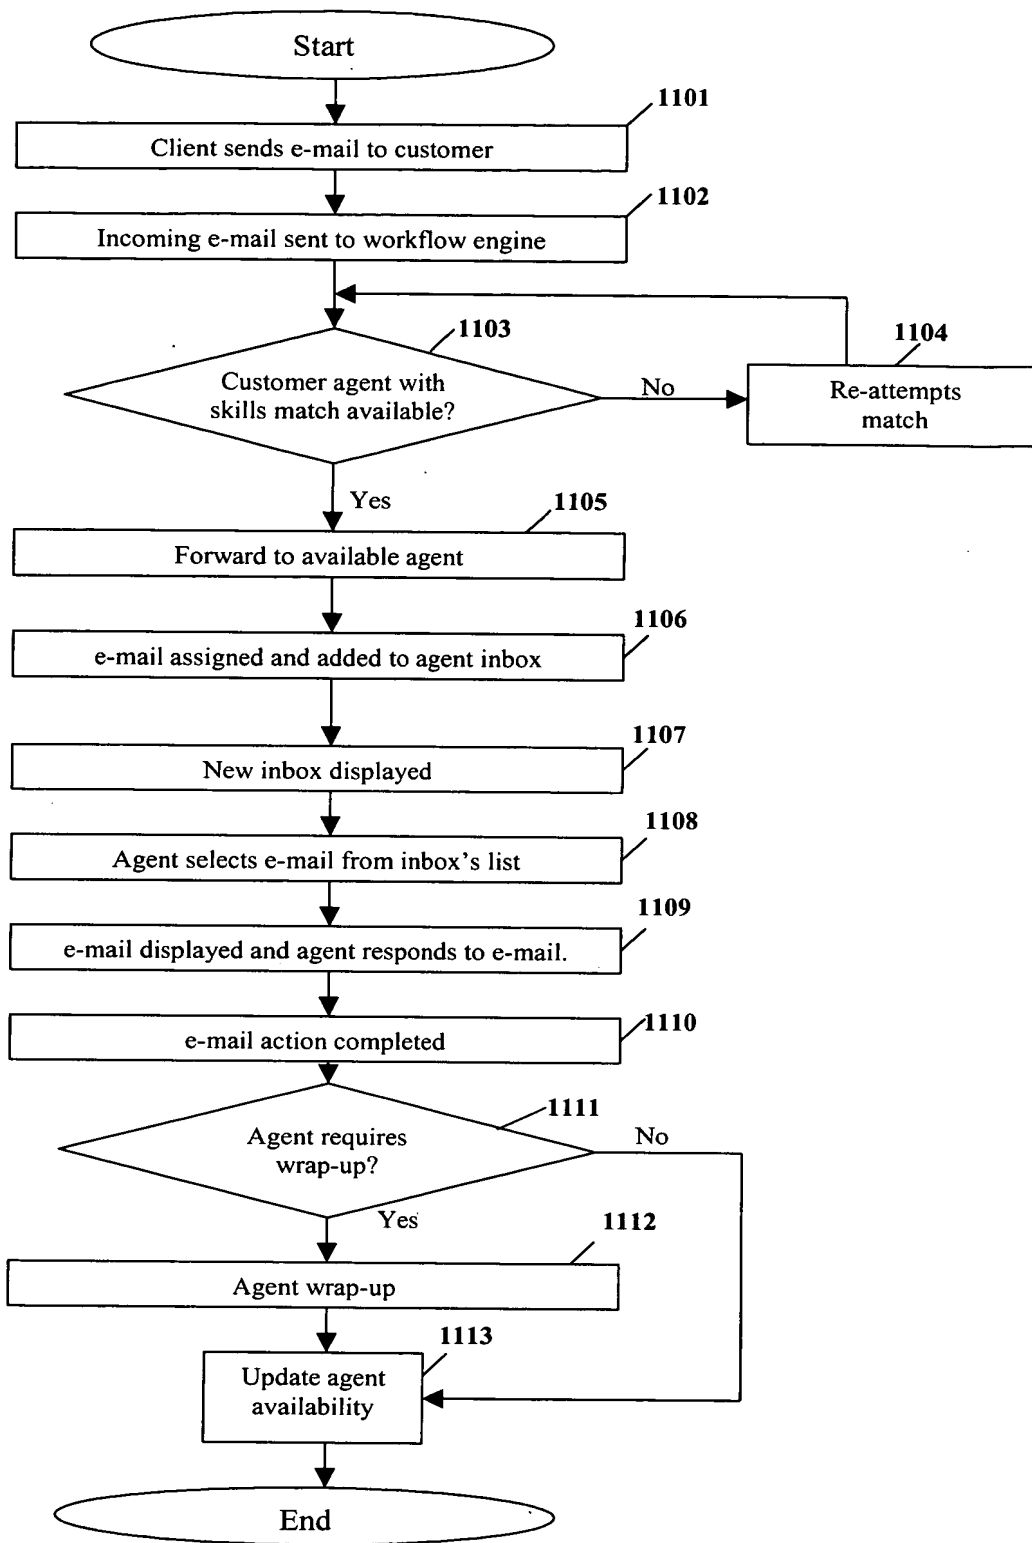 Start
1101
Client sends e-mail to customer
1102
Incoming e-mail sent to workflow engine
1103
Customer agent with
skills match available?
No
1104
Re-attempts
match
Yes
1105
Forward to available agent
1106
e-mail assigned and added to agent inbox
1107
New inbox displayed
1108
Agent selects e-mail from inbox’s list
1109
e-mail displayed and agent responds to e-mail.
1110
e-mail action completed
1111
Agent requires
wrap-up?
No
Yes
1112
Agent wrap-up
1113
Update agent
availability
End